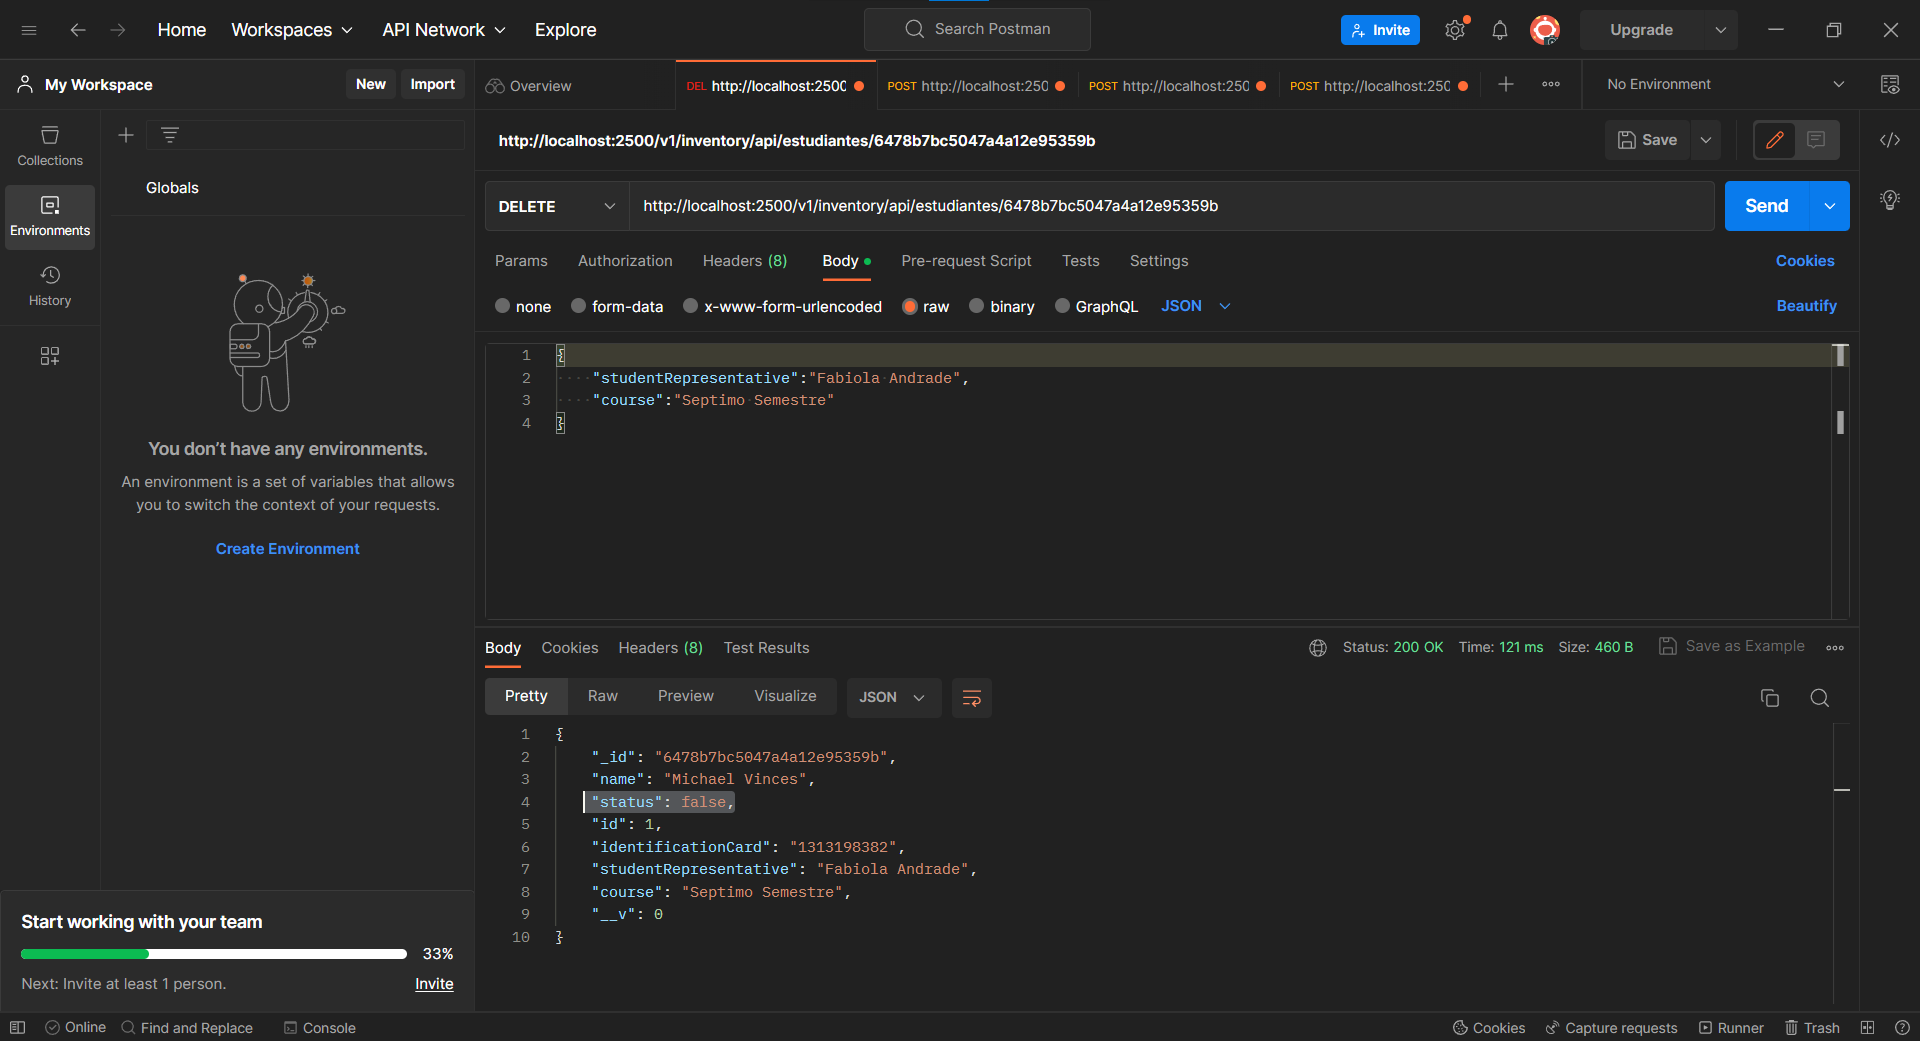 Home Workspaces API Network Explore Search Postman Invite Upgrade
My Workspace New Import Overview DEL http://localhost:2500 POST http://localhost:250 POST http://localhost:250 POST http://localhost:250 No Environment
Collections
Environments
History
Globals
You don’t have any environments.
An environment is a set of variables that allows
you to switch the context of your requests.
Create Environment
Start working with your team
33%
Next: Invite at least 1 person. Invite
http://localhost:2500/v1/inventory/api/estudiantes/6478b7bc5047a4a12e95359b Save
DELETE http://localhost:2500/v1/inventory/api/estudiantes/6478b7bc5047a4a12e95359b Send
Params Authorization Headers (8) Body Pre-request Script Tests Settings Cookies
none form-data x-www-form-urlencoded raw binary GraphQL JSON Beautify
1 {
2 "studentRepresentative":"Fabiola Andrade",
3 "course":"Septimo Semestre"
4 }
Body Cookies Headers (8) Test Results Status: 200 OK Time: 121 ms Size: 460 B Save as Example
Pretty Raw Preview Visualize JSON
1 {
2 "_id": "6478b7bc5047a4a12e95359b",
3 "name": "Michael Vinces",
4 "status": false,
5 "id": 1,
6 "identificationCard": "1313198382",
7 "studentRepresentative": "Fabiola Andrade",
8 "course": "Septimo Semestre",
9 "__v": 0
10 }
Online Find and Replace Console Cookies Capture requests Runner Trash